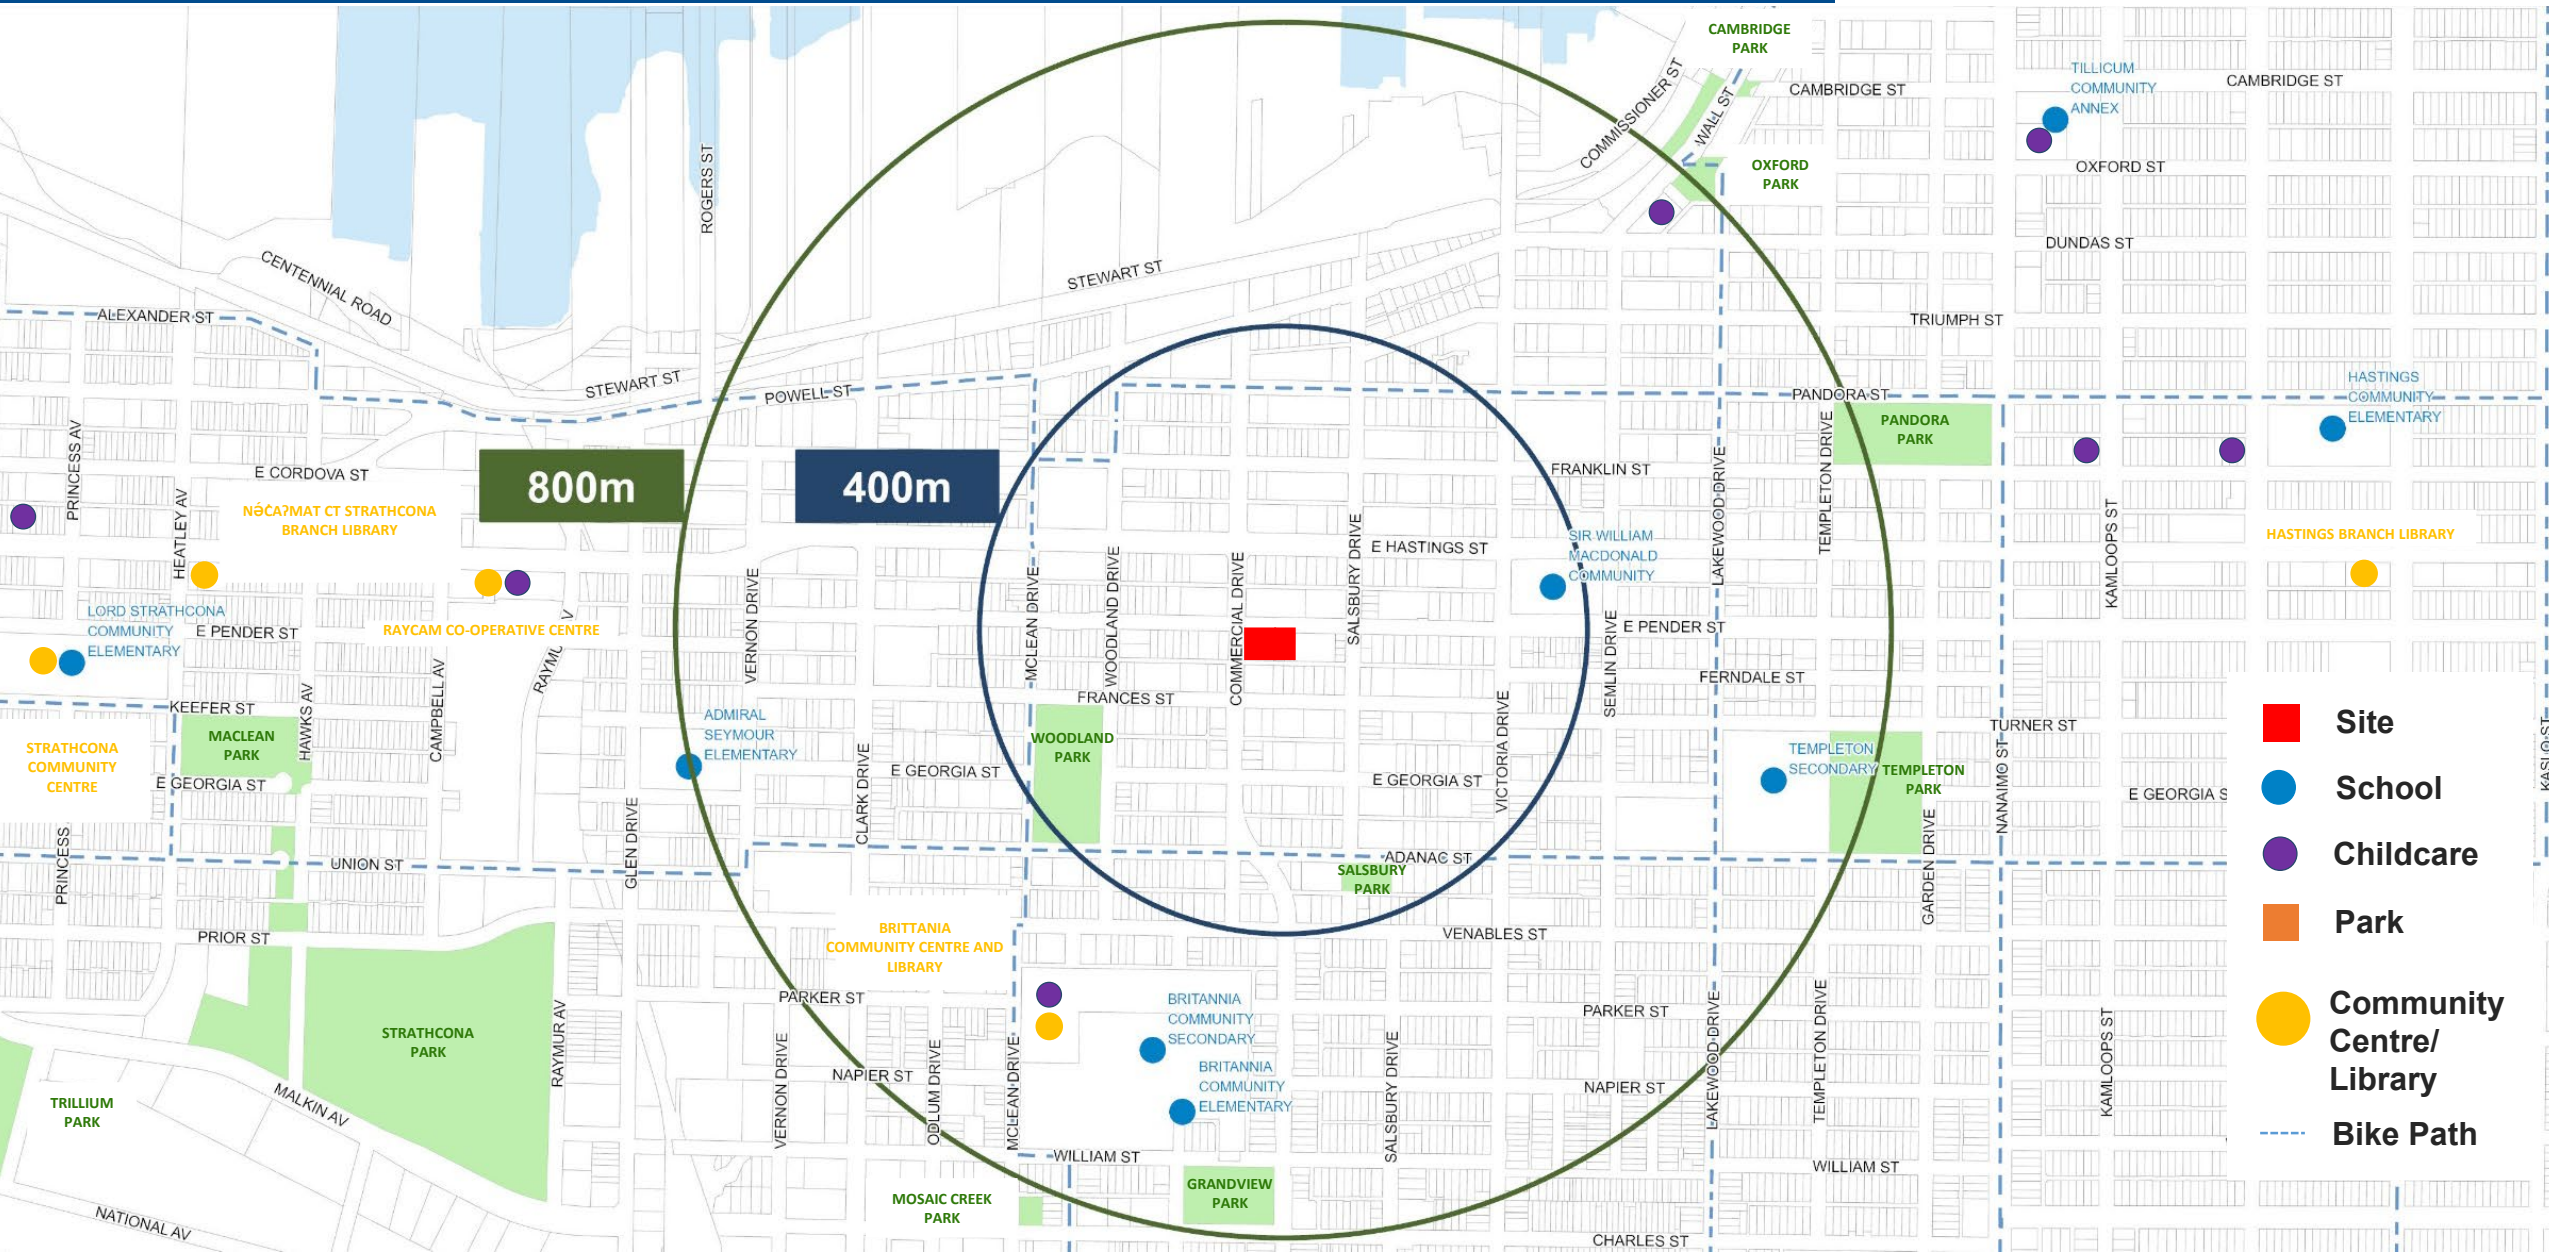 CAMBRIDGE
PARK
COMMISSIONER ST
WALL ST
CAMBRIDGE ST
TILLICUM
COMMUNITY
ANNEX
CAMBRIDGE ST
OXFORD
PARK
OXFORD ST
ROGERS ST
DUNDAS ST
CENTENNIAL ROAD
STEWART ST
ALEXANDER ST
TRIUMPH ST
STEWART ST
POWELL ST
PANDORA ST
HASTINGS
COMMUNITY
ELEMENTARY
PANDORA
PARK
PRINCESS AV
E CORDOVA ST
800m
400m
FRANKLIN ST
LAKEWOOD DRIVE
TEMPLETON DRIVE
HEATLEY AV
NƏ́C̓AɁMAT CT STRATHCONA
BRANCH LIBRARY
SALSBURY DRIVE
E HASTINGS ST
SIR WILLIAM
MACDONALD
COMMUNITY
KAMLOOPS ST
HASTINGS BRANCH LIBRARY
LORD STRATHCONA
COMMUNITY
ELEMENTARY
E PENDER ST
RAYCAM CO-OPERATIVE CENTRE
VERNON DRIVE
MCLEAN DRIVE
WOODLAND DRIVE
COMMERCIAL DRIVE
SEMLIN DRIVE
E PENDER ST
FERNDALE ST
KEEFER ST
HAWKS AV
CAMPBELL AV
FRANCES ST
VICTORIA DRIVE
TURNER ST
STRATHCONA
COMMUNITY
CENTRE
MACLEAN
PARK
E GEORGIA ST
ADMIRAL
SEYMOUR
ELEMENTARY
CLARK DRIVE
E GEORGIA ST
WOODLAND
PARK
E GEORGIA ST
TEMPLETON
SECONDARY
TEMPLETON
PARK
NANAIMO ST
E GEORGIA S
KASLO ST
PRINCESS
UNION ST
GLEN DRIVE
ADANAC ST
SALSBURY
PARK
GARDEN DRIVE
PRIOR ST
BRITTANIA
COMMUNITY CENTRE AND
LIBRARY
VENABLES ST
STRATHCONA
PARK
RAYMUR AV
PARKER ST
BRITANNIA
COMMUNITY
SECONDARY
PARKER ST
LAKEWOOD DRIVE
TEMPLETON DRIVE
KAMLOOPS ST
TRILLIUM
PARK
MALKIN AV
VERNON DRIVE
NAPIER ST
ODLUM DRIVE
MCLEAN DRIVE
BRITANNIA
COMMUNITY
ELEMENTARY
SALSBURY DRIVE
NAPIER ST
WILLIAM ST
WILLIAM ST
NATIONAL AV
MOSAIC CREEK
PARK
GRANDVIEW
PARK
CHARLES ST
Site
School
Childcare
Park
Community
Centre/
Library
Bike Path